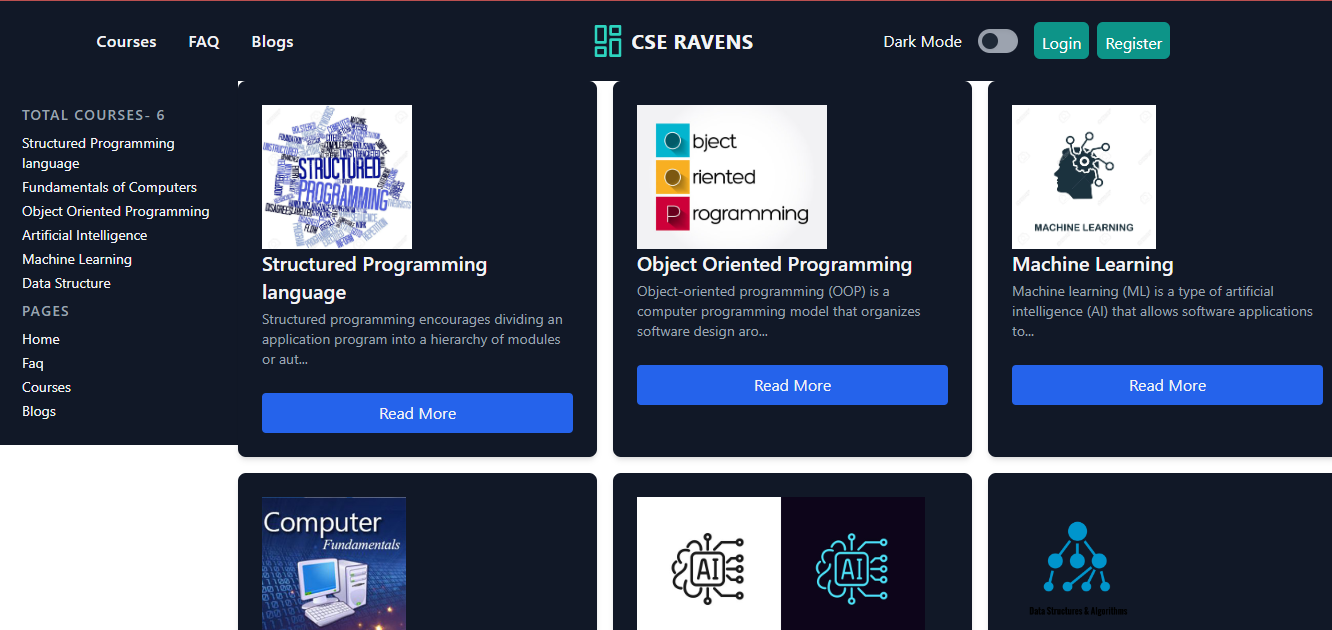 Courses FAQ Blogs CSE RAVENS Dark Mode Login Register
TOTAL COURSES- 6
Structured Programming
language
Fundamentals of Computers
Object Oriented Programming
Artificial Intelligence
Machine Learning
Data Structure
PAGES
Home
Faq
Courses
Blogs
STRUCTURED
PROGRAMMING
Structured Programming
language
Structured programming encourages dividing an
application program into a hierarchy of modules
or aut...
Read More
Object
Oriented
Programming
Object Oriented Programming
Object-oriented programming (OOP) is a
computer programming model that organizes
software design aro...
Read More
MACHINE LEARNING
Machine Learning
Machine learning (ML) is a type of artificial
intelligence (AI) that allows software applications
to...
Read More
Computer
Fundamentals
AI
AI
Data Structures & Algorithms